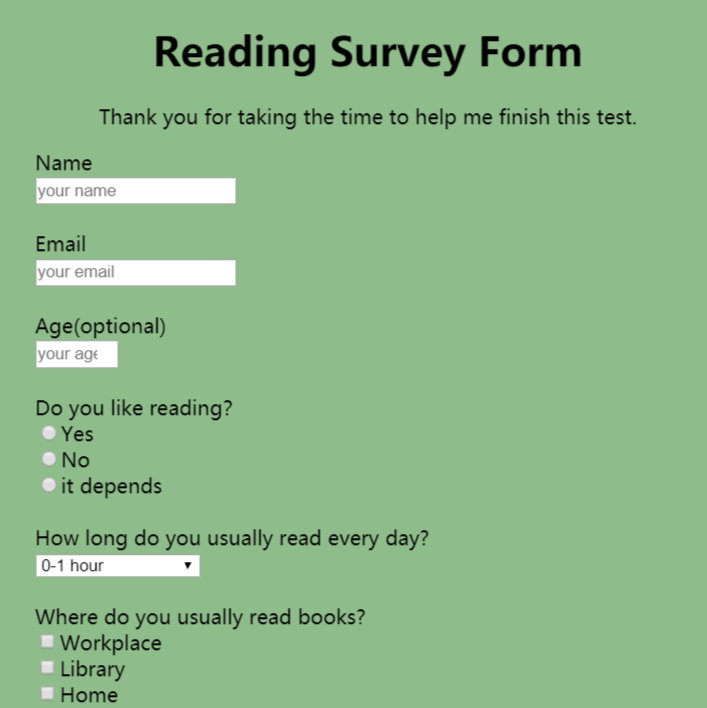 Reading Survey Form
Thank you for taking the time to help me finish this test.
Name
your name
Email
your email
Age(optional)
your age
Do you like reading?
Yes
No
it depends
How long do you usually read every day?
0-1 hour
Where do you usually read books?
Workplace
Library
Home